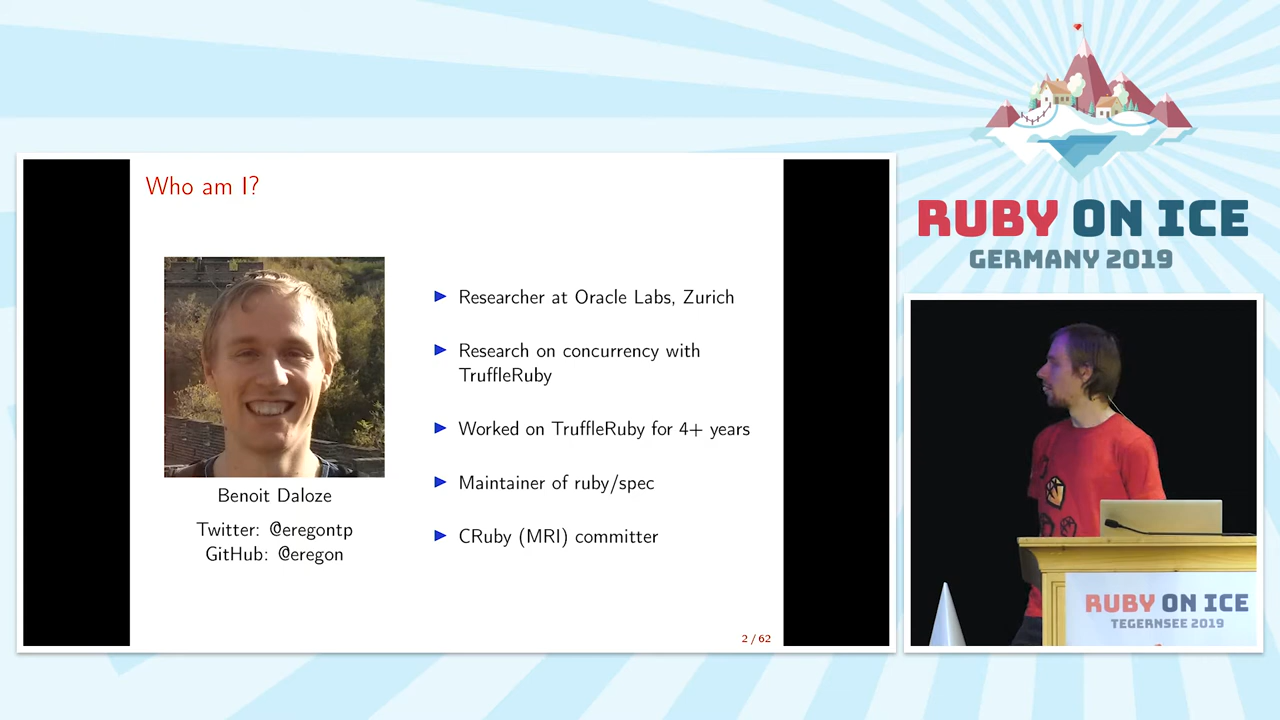 Who am I?
Benoit Daloze
Twitter: @eregontp
GitHub: @eregon
▶ Researcher at Oracle Labs, Zurich
▶ Research on concurrency with
TruffleRuby
▶ Worked on TruffleRuby for 4+ years
▶ Maintainer of ruby/spec
▶ CRuby (MRI) committer
2 / 62
RUBY ON ICE
GERMANY 2019
RUBY ON ICE
TEGERNSEE 2019